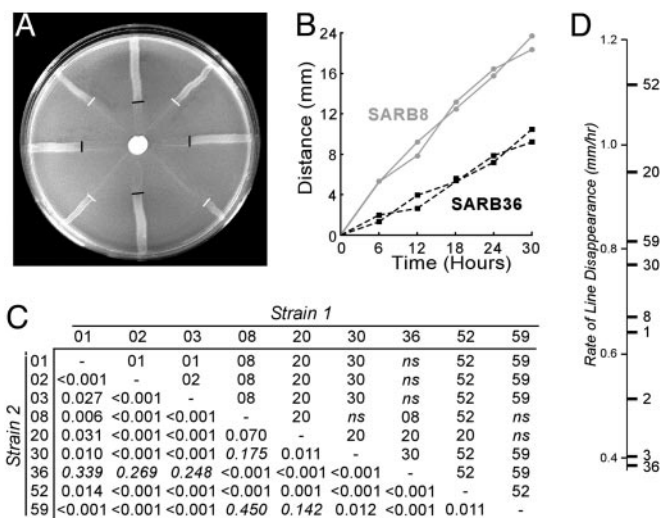 A
B
D
24
20
16
12
8
4
0
Distance (mm)
SARB8
SARB36
0 6 12 18 24 30
Time (Hours)
1.2
1.0
0.8
0.6
0.4
Rate of Line Disappearance (mm/hr)
52
20
59
30
8
1
2
3
36
C
Strain 1
01 02 03 08 20 30 36 52 59
Strain 2
01 - 01 01 08 20 30 ns 52 59
02 <0.001 - 02 08 20 30 ns 52 59
03 0.027 <0.001 - 08 20 30 ns 52 59
08 0.006 <0.001 <0.001 - 20 ns 08 52 ns
20 0.031 <0.001 <0.001 0.070 - 20 20 20 ns
30 0.010 <0.001 <0.001 0.175 0.011 - 30 52 59
36 0.339 0.269 0.248 <0.001 <0.001 <0.001 - 52 59
52 0.014 <0.001 <0.001 <0.001 0.001 <0.001 <0.001 - 52
59 <0.001 <0.001 <0.001 0.450 0.142 0.012 <0.001 0.011 -